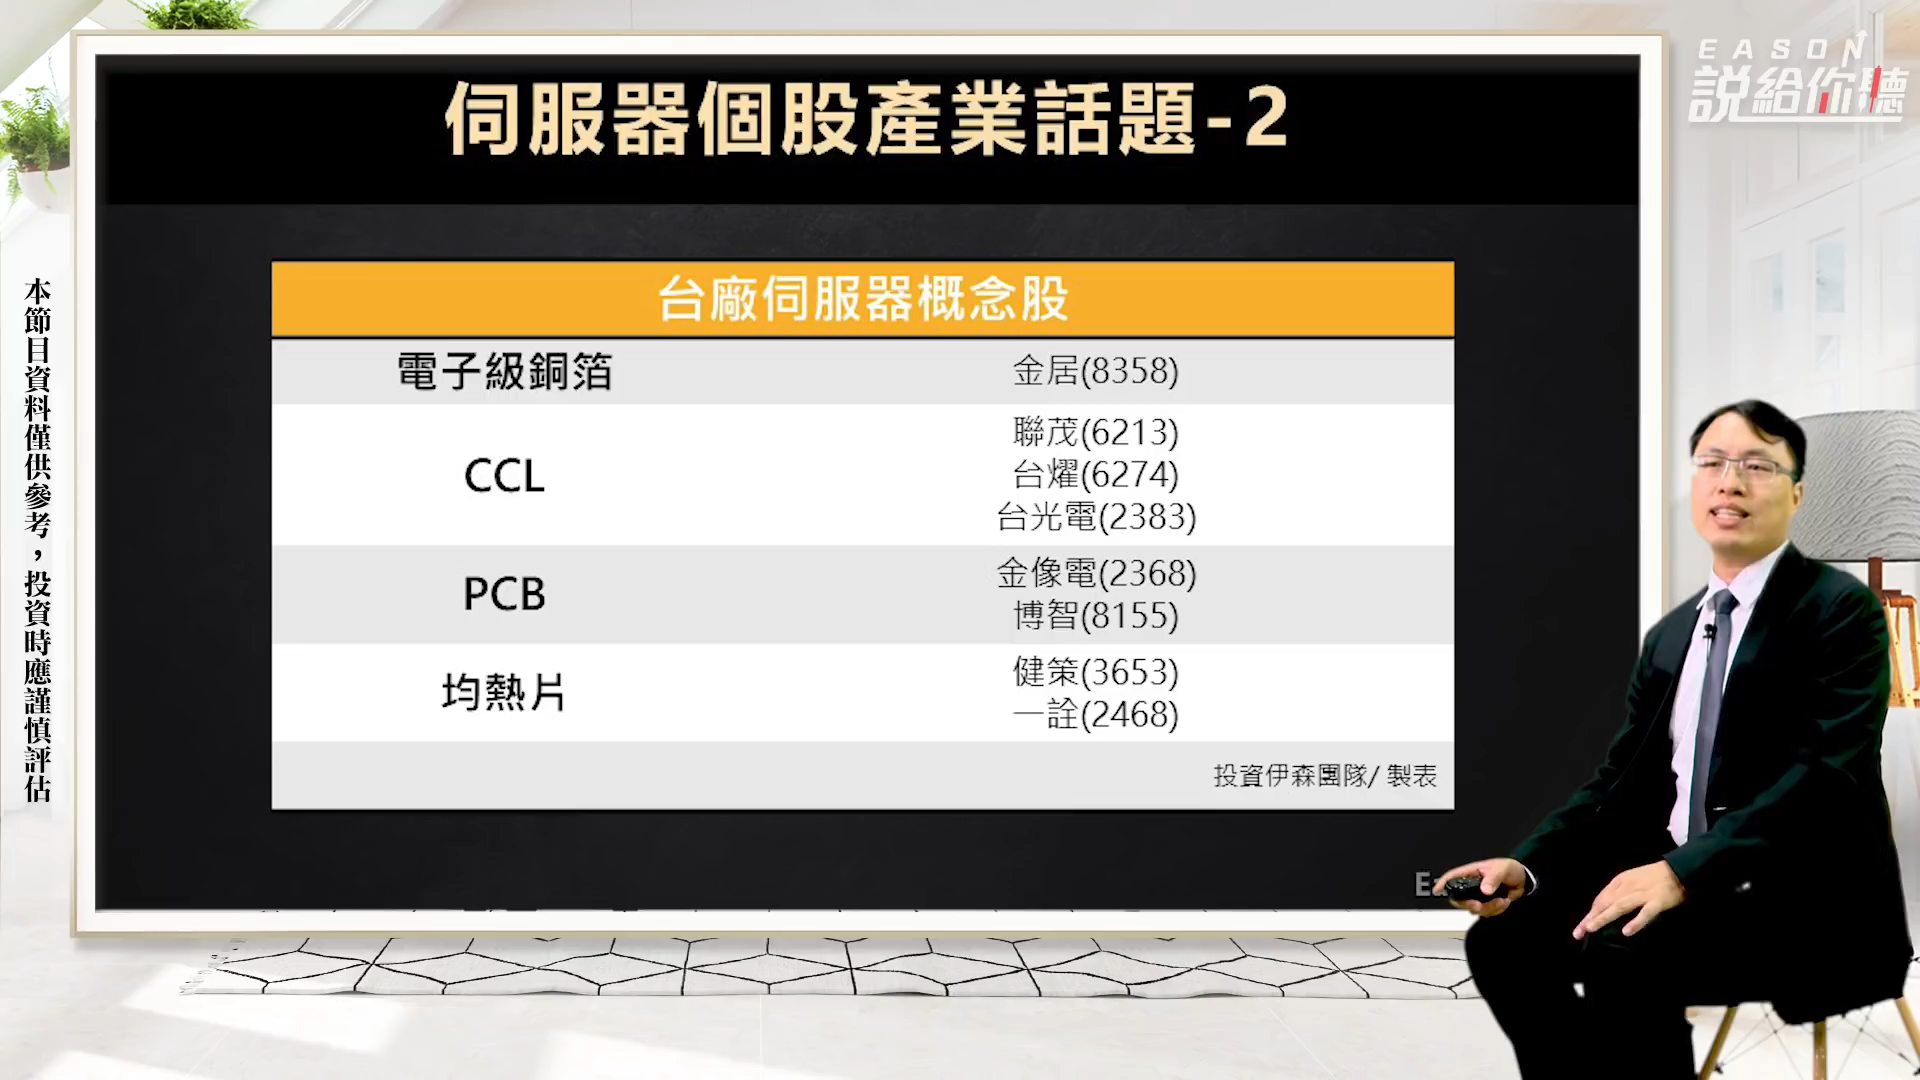 EASON
説給你聽
伺服器個股產業話題-2
台廠伺服器概念股
電子級銅箔
金居(8358)
CCL
聯茂(6213)
台燿(6274)
台光電(2383)
PCB
金像電(2368)
博智(8155)
均熱片
健策(3653)
一詮(2468)
投資伊森團隊/ 製表
本節目資料僅供參考，投資時應謹慎評估